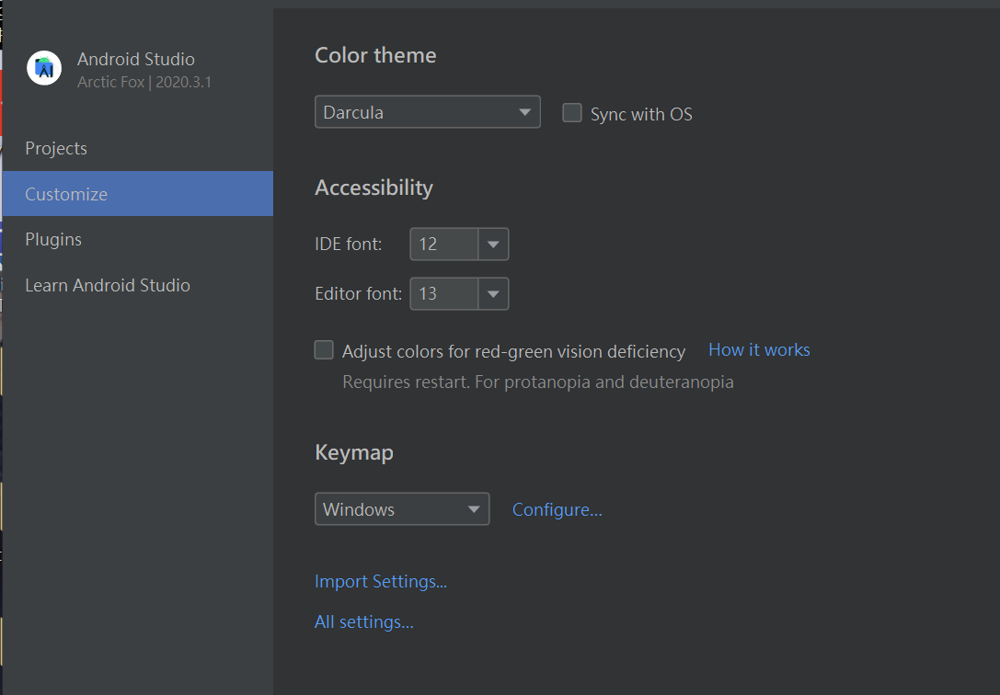 Android Studio
Arctic Fox | 2020.3.1
Projects
Customize
Plugins
Learn Android Studio
Color theme
Darcula
Sync with OS
Accessibility
IDE font: 12
Editor font: 13
Adjust colors for red-green vision deficiency How it works
Requires restart. For protanopia and deuteranopia
Keymap
Windows Configure...
Import Settings...
All settings...